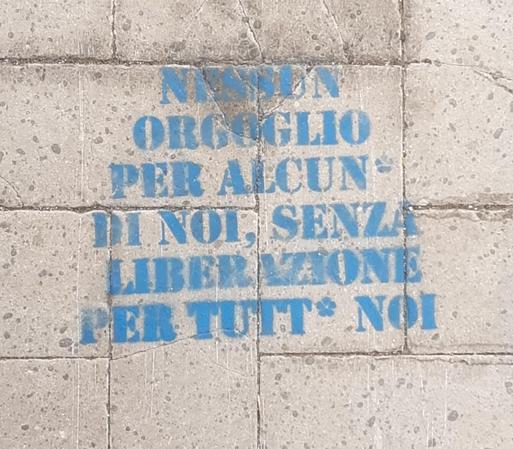 NESSUN
ORGOGLIO
PER ALCUN*
DI NOI, SENZA
LIBERAZIONE
PER TUTT* NOI